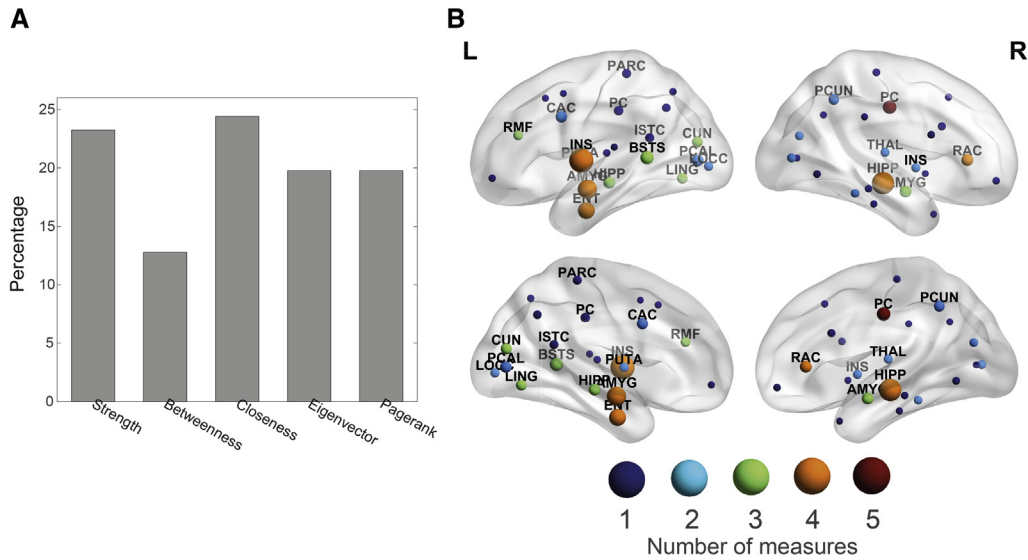 A
B
L
R
Percentage
25
20
15
10
5
0
Strength
Betweenness
Closeness
Eigenvector
Pagerank
PARC
CAC
PC
RMF
ISTC
CUN
INS
BSTS
PCAL
LOCC
AMYG
HIPP
LING
ENT
PCUN
PC
THAL
INS
RAC
HIPP
AMYG
PARC
PC
CAC
ISTC
RMF
CUN
BSTS
INS
PCAL
PUTA
LING
HIPP
AMYG
ENT
PC
PCUN
RAC
THAL
INS
HIPP
AMYG
1 2 3 4 5
Number of measures